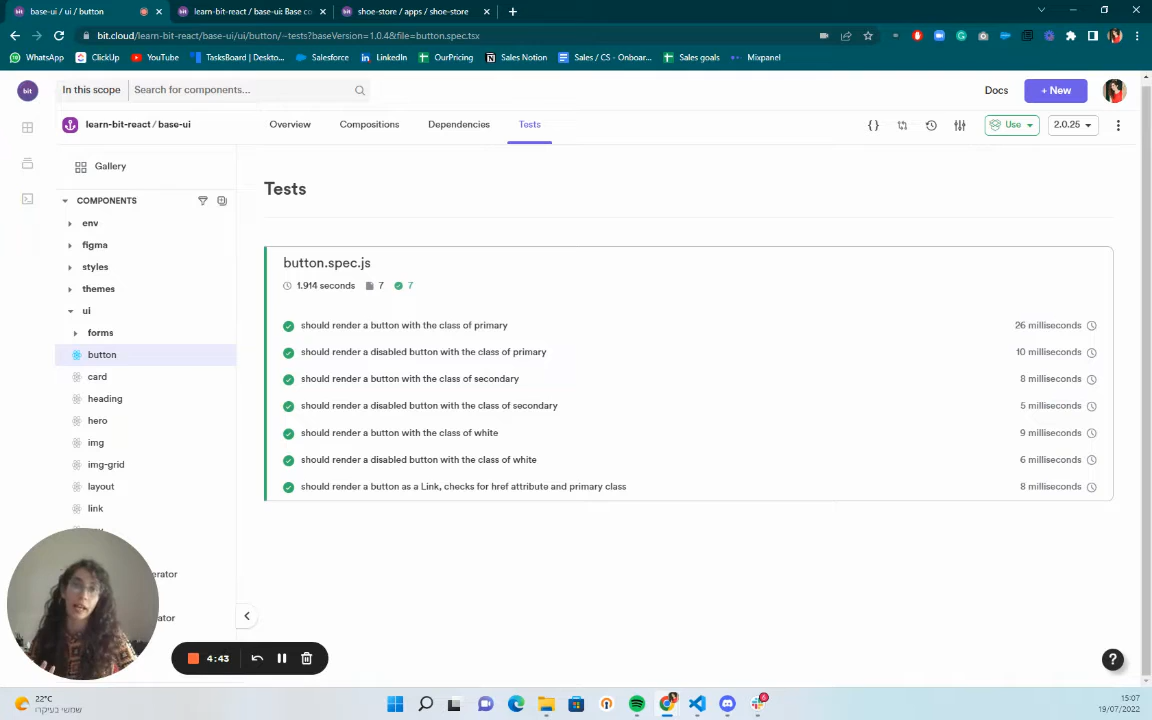 base-ui / ui / button
learn-bit-react / base-ui: Base co
shoe-store / apps / shoe-store
bit.cloud/learn-bit-react/base-ui/ui/button/~tests?baseVersion=1.0.4&file=button.spec.tsx
WhatsApp
ClickUp
YouTube
TasksBoard | Deskto...
Salesforce
LinkedIn
OurPricing
Sales Notion
Sales / CS - Onboar...
Sales goals
Mixpanel
bit
In this scope
Search for components...
Docs
+ New
learn-bit-react / base-ui
Overview
Compositions
Dependencies
Tests
Use
2.0.25
Gallery
COMPONENTS
env
figma
styles
themes
ui
forms
button
card
heading
hero
img
img-grid
layout
link
erator
ator
Tests
button.spec.js
1.914 seconds 7 7
should render a button with the class of primary 26 milliseconds
should render a disabled button with the class of primary 10 milliseconds
should render a button with the class of secondary 8 milliseconds
should render a disabled button with the class of secondary 5 milliseconds
should render a button with the class of white 9 milliseconds
should render a disabled button with the class of white 6 milliseconds
should render a button as a Link, checks for href attribute and primary class 8 milliseconds
4:43
?
22°C
שמשי בעיקרו
15:07
19/07/2022